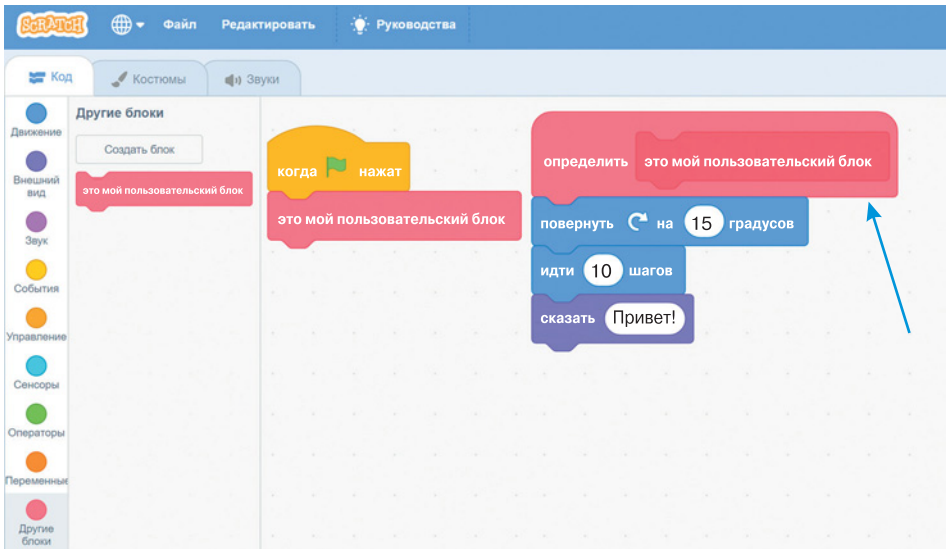 SCRATCH
Файл
Редактировать
Руководства
Код
Костюмы
Звуки
Движение
Внешний
вид
Звук
События
Управление
Сенсоры
Операторы
Переменные
Другие
блоки
Другие блоки
Создать блок
это мой пользовательский блок
когда нажат
это мой пользовательский блок
определить это мой пользовательский блок
повернуть на 15 градусов
идти 10 шагов
сказать Привет!